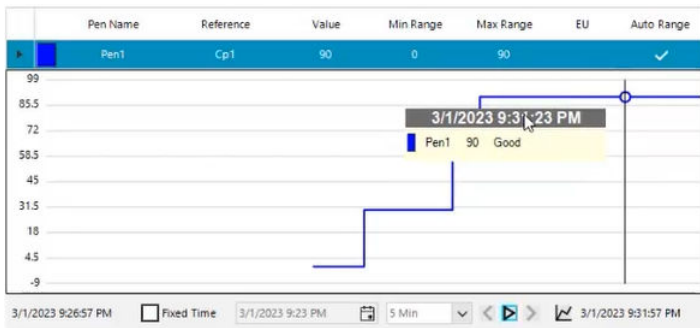 Pen Name Reference Value Min Range Max Range EU Auto Range
Pen1 Cp1 90 0 90
99
85.5
72
58.5
45
31.5
18
4.5
-9
3/1/2023 9:31:23 PM
Pen1 90 Good
3/1/2023 9:26:57 PM Fixed Time 3/1/2023 9:23 PM 5 Min 3/1/2023 9:31:57 PM